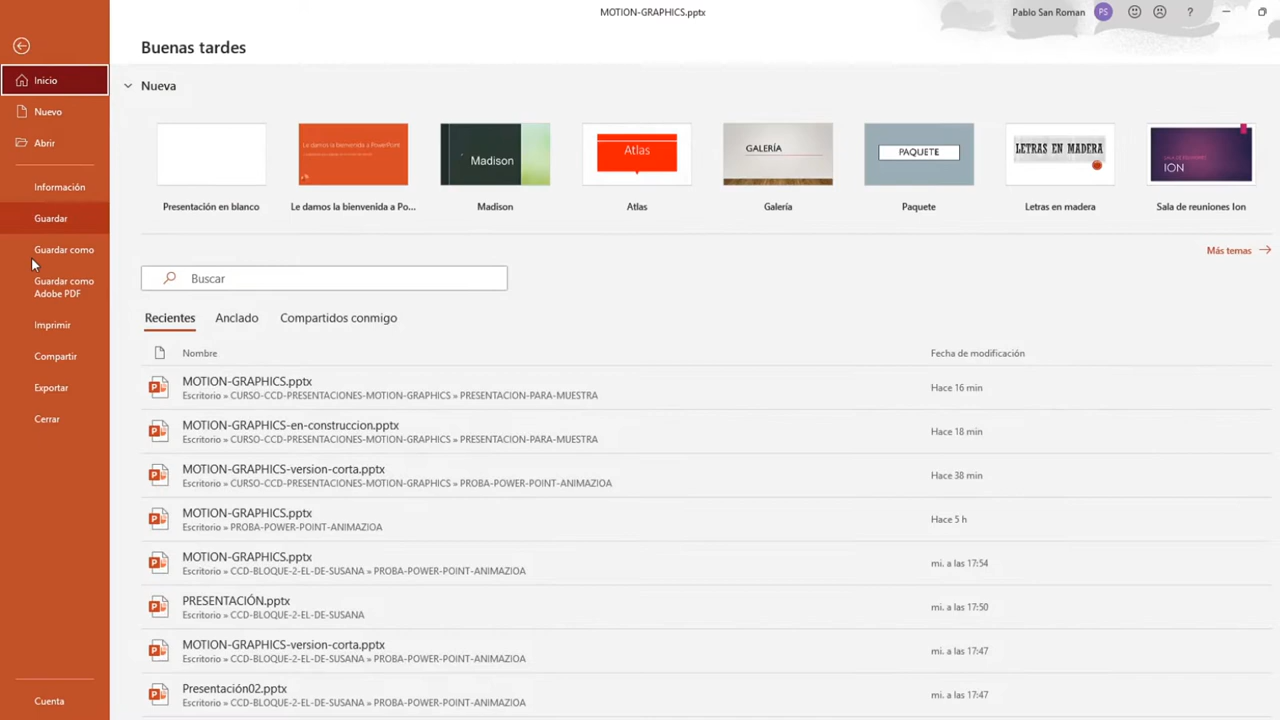 MOTION-GRAPHICS.pptx
Pablo San Roman PS ?
Buenas tardes
Inicio
Nuevo
Abrir
Información
Guardar
Guardar como
Guardar como
Adobe PDF
Imprimir
Compartir
Exportar
Cerrar
Cuenta
Nueva
Le damos la bienvenida a PowerPoint
Madison
Atlas
GALERÍA
PAQUETE
LETRAS EN MADERA
ION
Presentación en blanco
Le damos la bienvenida a Po...
Madison
Atlas
Galería
Paquete
Letras en madera
Sala de reuniones Ion
Más temas
Buscar
Recientes Anclado Compartidos conmigo
Nombre Fecha de modificación
MOTION-GRAPHICS.pptx
Escritorio » CURSO-CCD-PRESENTACIONES-MOTION-GRAPHICS » PRESENTACION-PARA-MUESTRA
Hace 16 min
MOTION-GRAPHICS-en-construccion.pptx
Escritorio » CURSO-CCD-PRESENTACIONES-MOTION-GRAPHICS » PRESENTACION-PARA-MUESTRA
Hace 18 min
MOTION-GRAPHICS-version-corta.pptx
Escritorio » CURSO-CCD-PRESENTACIONES-MOTION-GRAPHICS » PROBA-POWER-POINT-ANIMAZIOA
Hace 38 min
MOTION-GRAPHICS.pptx
Escritorio » PROBA-POWER-POINT-ANIMAZIOA
Hace 5 h
MOTION-GRAPHICS.pptx
Escritorio » CCD-BLOQUE-2-EL-DE-SUSANA » PROBA-POWER-POINT-ANIMAZIOA
mi. a las 17:54
PRESENTACIÓN.pptx
Escritorio » CCD-BLOQUE-2-EL-DE-SUSANA
mi. a las 17:50
MOTION-GRAPHICS-version-corta.pptx
Escritorio » CCD-BLOQUE-2-EL-DE-SUSANA » PROBA-POWER-POINT-ANIMAZIOA
mi. a las 17:47
Presentación02.pptx
Escritorio » CCD-BLOQUE-2-EL-DE-SUSANA » PROBA-POWER-POINT-ANIMAZIOA
mi. a las 17:47